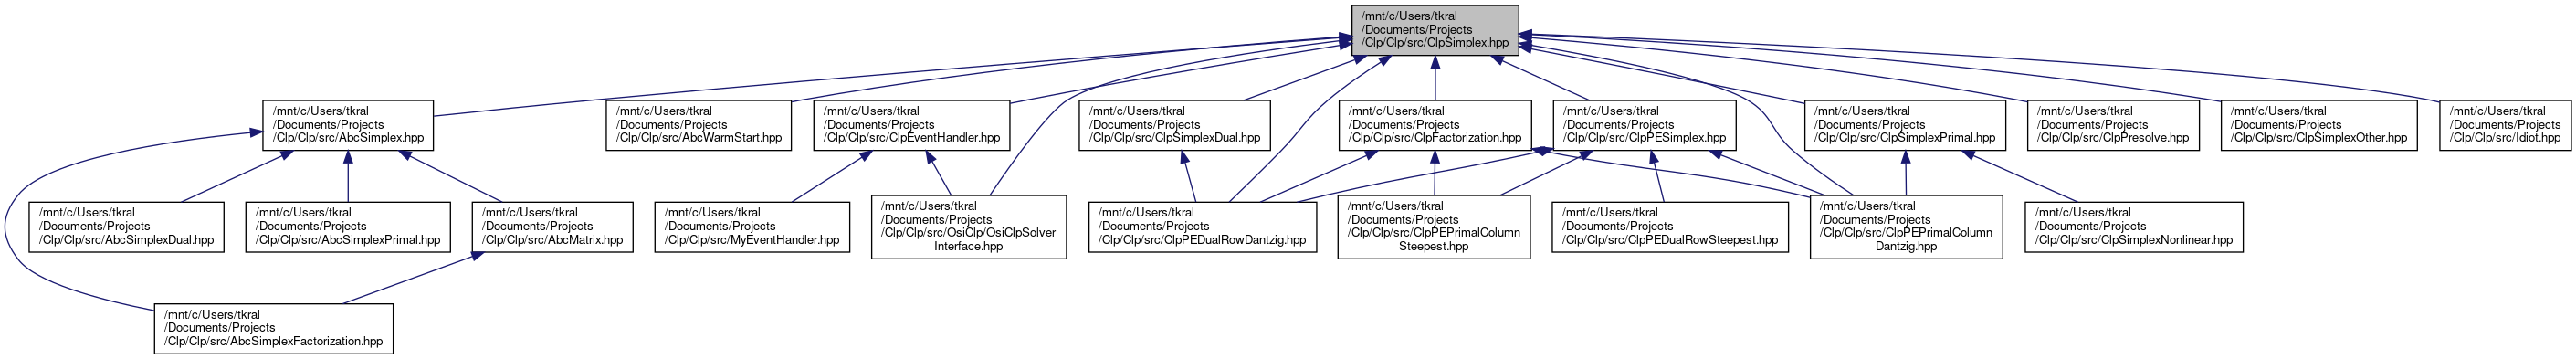 /mnt/c/Users/tkral
/Documents/Projects
/Clp/Clp/src/ClpSimplex.hpp
/mnt/c/Users/tkral
/Documents/Projects
/Clp/Clp/src/AbcSimplex.hpp
/mnt/c/Users/tkral
/Documents/Projects
/Clp/Clp/src/AbcWarmStart.hpp
/mnt/c/Users/tkral
/Documents/Projects
/Clp/Clp/src/ClpEventHandler.hpp
/mnt/c/Users/tkral
/Documents/Projects
/Clp/Clp/src/ClpSimplexDual.hpp
/mnt/c/Users/tkral
/Documents/Projects
/Clp/Clp/src/ClpFactorization.hpp
/mnt/c/Users/tkral
/Documents/Projects
/Clp/Clp/src/ClpPESimplex.hpp
/mnt/c/Users/tkral
/Documents/Projects
/Clp/Clp/src/ClpSimplexPrimal.hpp
/mnt/c/Users/tkral
/Documents/Projects
/Clp/Clp/src/ClpPresolve.hpp
/mnt/c/Users/tkral
/Documents/Projects
/Clp/Clp/src/ClpSimplexOther.hpp
/mnt/c/Users/tkral
/Documents/Projects
/Clp/Clp/src/Idiot.hpp
/mnt/c/Users/tkral
/Documents/Projects
/Clp/Clp/src/AbcSimplexDual.hpp
/mnt/c/Users/tkral
/Documents/Projects
/Clp/Clp/src/AbcSimplexPrimal.hpp
/mnt/c/Users/tkral
/Documents/Projects
/Clp/Clp/src/AbcMatrix.hpp
/mnt/c/Users/tkral
/Documents/Projects
/Clp/Clp/src/MyEventHandler.hpp
/mnt/c/Users/tkral
/Documents/Projects
/Clp/Clp/src/OsiClp/OsiClpSolver
Interface.hpp
/mnt/c/Users/tkral
/Documents/Projects
/Clp/Clp/src/ClpPEDualRowDantzig.hpp
/mnt/c/Users/tkral
/Documents/Projects
/Clp/Clp/src/ClpPEPrimalColumn
Steepest.hpp
/mnt/c/Users/tkral
/Documents/Projects
/Clp/Clp/src/ClpPEDualRowSteepest.hpp
/mnt/c/Users/tkral
/Documents/Projects
/Clp/Clp/src/ClpPEPrimalColumn
Dantzig.hpp
/mnt/c/Users/tkral
/Documents/Projects
/Clp/Clp/src/ClpSimplexNonlinear.hpp
/mnt/c/Users/tkral
/Documents/Projects
/Clp/Clp/src/AbcSimplexFactorization.hpp